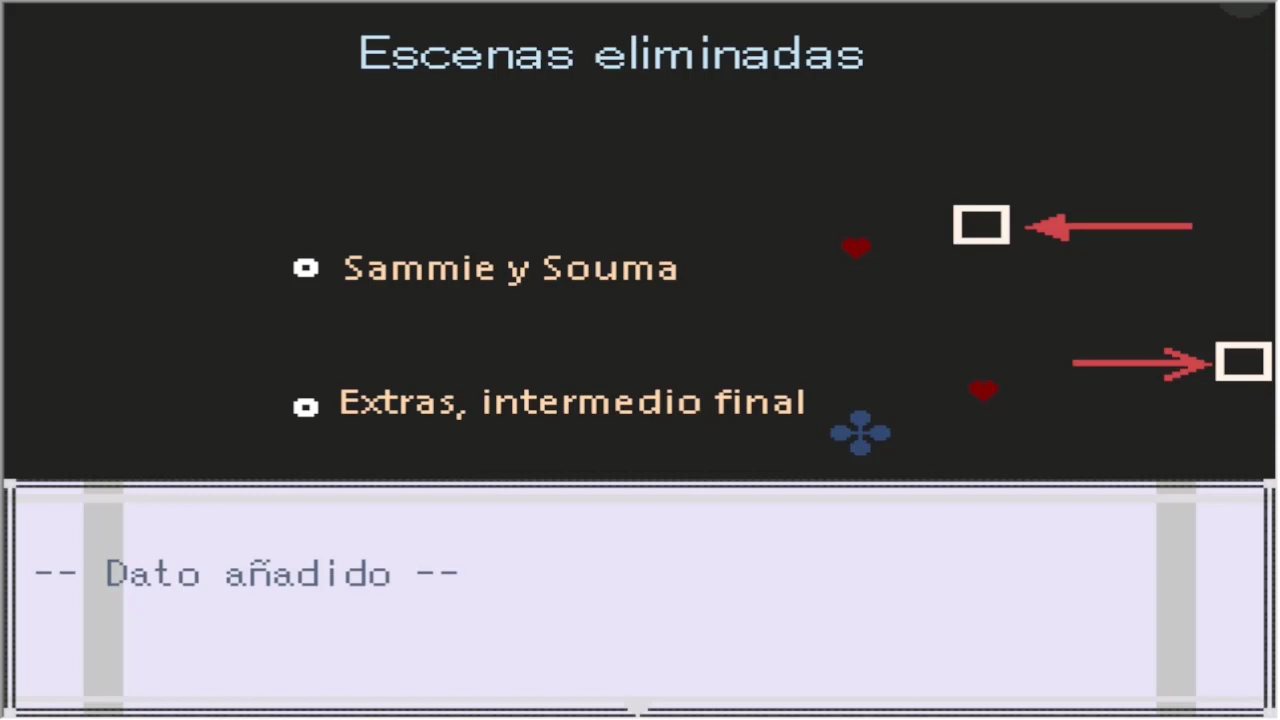 Escenas eliminadas
Sammie y Souma
Extras, intermedio final
-- Dato añadido --